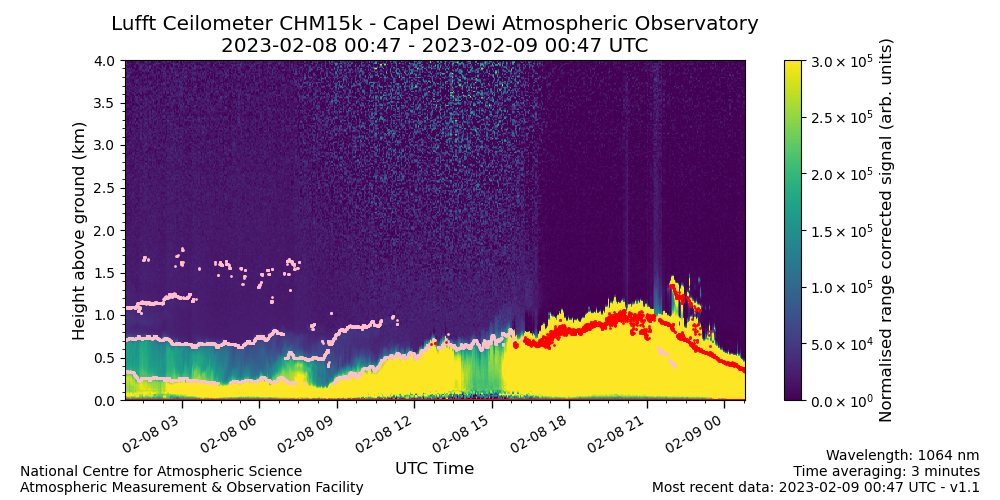 Lufft Ceilometer CHM15k - Capel Dewi Atmospheric Observatory
2023-02-08 00:47 - 2023-02-09 00:47 UTC
Height above ground (km)
4.0
3.5
3.0
2.5
2.0
1.5
1.0
0.5
0.0
02-08 03
02-08 06
02-08 09
02-08 12
02-08 15
02-08 18
02-08 21
02-09 00
UTC Time
3.0 × 10⁵
2.5 × 10⁵
2.0 × 10⁵
1.5 × 10⁵
1.0 × 10⁵
5.0 × 10⁴
0.0 × 10⁰
Normalised range corrected signal (arb. units)
National Centre for Atmospheric Science
Atmospheric Measurement & Observation Facility
Wavelength: 1064 nm
Time averaging: 3 minutes
Most recent data: 2023-02-09 00:47 UTC - v1.1